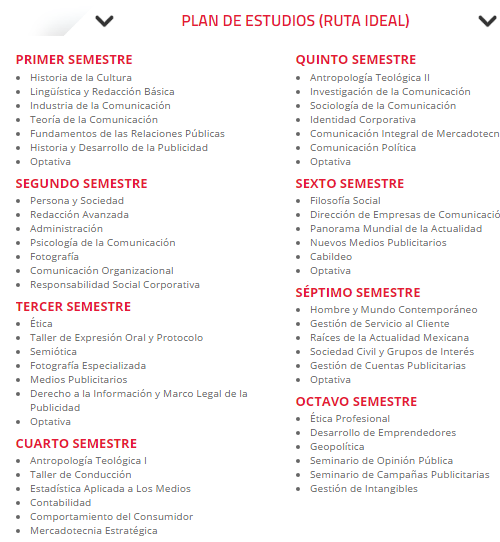 PLAN DE ESTUDIOS (RUTA IDEAL)
PRIMER SEMESTRE
Historia de la Cultura
Lingüística y Redacción Básica
Industria de la Comunicación
Teoría de la Comunicación
Fundamentos de las Relaciones Públicas
Historia y Desarrollo de la Publicidad
Optativa
SEGUNDO SEMESTRE
Persona y Sociedad
Redacción Avanzada
Administración
Psicología de la Comunicación
Fotografía
Comunicación Organizacional
Responsabilidad Social Corporativa
TERCER SEMESTRE
Ética
Taller de Expresión Oral y Protocolo
Semiótica
Fotografía Especializada
Medios Publicitarios
Derecho a la Información y Marco Legal de la
Publicidad
Optativa
CUARTO SEMESTRE
Antropología Teológica I
Taller de Conducción
Estadística Aplicada a Los Medios
Contabilidad
Comportamiento del Consumidor
Mercadotecnia Estratégica
QUINTO SEMESTRE
Antropología Teológica II
Investigación de la Comunicación
Sociología de la Comunicación
Identidad Corporativa
Comunicación Integral de Mercadotecn
Comunicación Política
Optativa
SEXTO SEMESTRE
Filosofía Social
Dirección de Empresas de Comunicació
Panorama Mundial de la Actualidad
Nuevos Medios Publicitarios
Cabildeo
Optativa
SÉPTIMO SEMESTRE
Hombre y Mundo Contemporáneo
Gestión de Servicio al Cliente
Raíces de la Actualidad Mexicana
Sociedad Civil y Grupos de Interés
Gestión de Cuentas Publicitarias
Optativa
OCTAVO SEMESTRE
Ética Profesional
Desarrollo de Emprendedores
Geopolítica
Seminario de Opinión Pública
Seminario de Campañas Publicitarias
Gestión de Intangibles